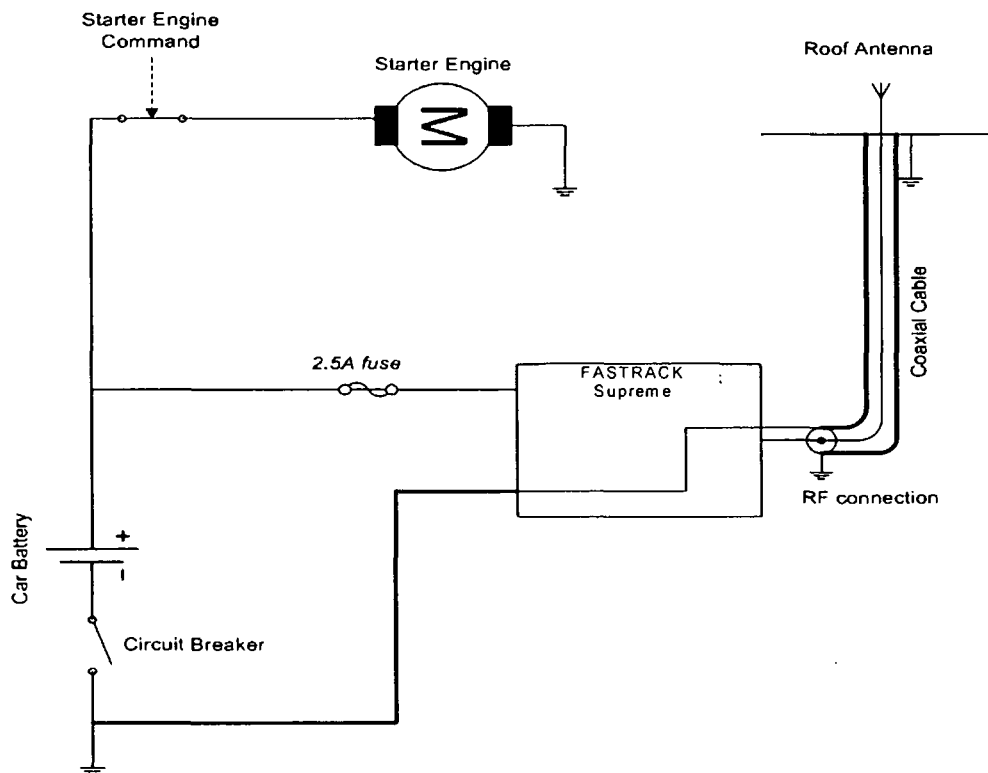 Starter Engine
Command
Starter Engine
M
Roof Antenna
2.5A fuse
FASTRACK
Supreme
Coaxial Cable
RF connection
Car Battery
+
−
Circuit Breaker